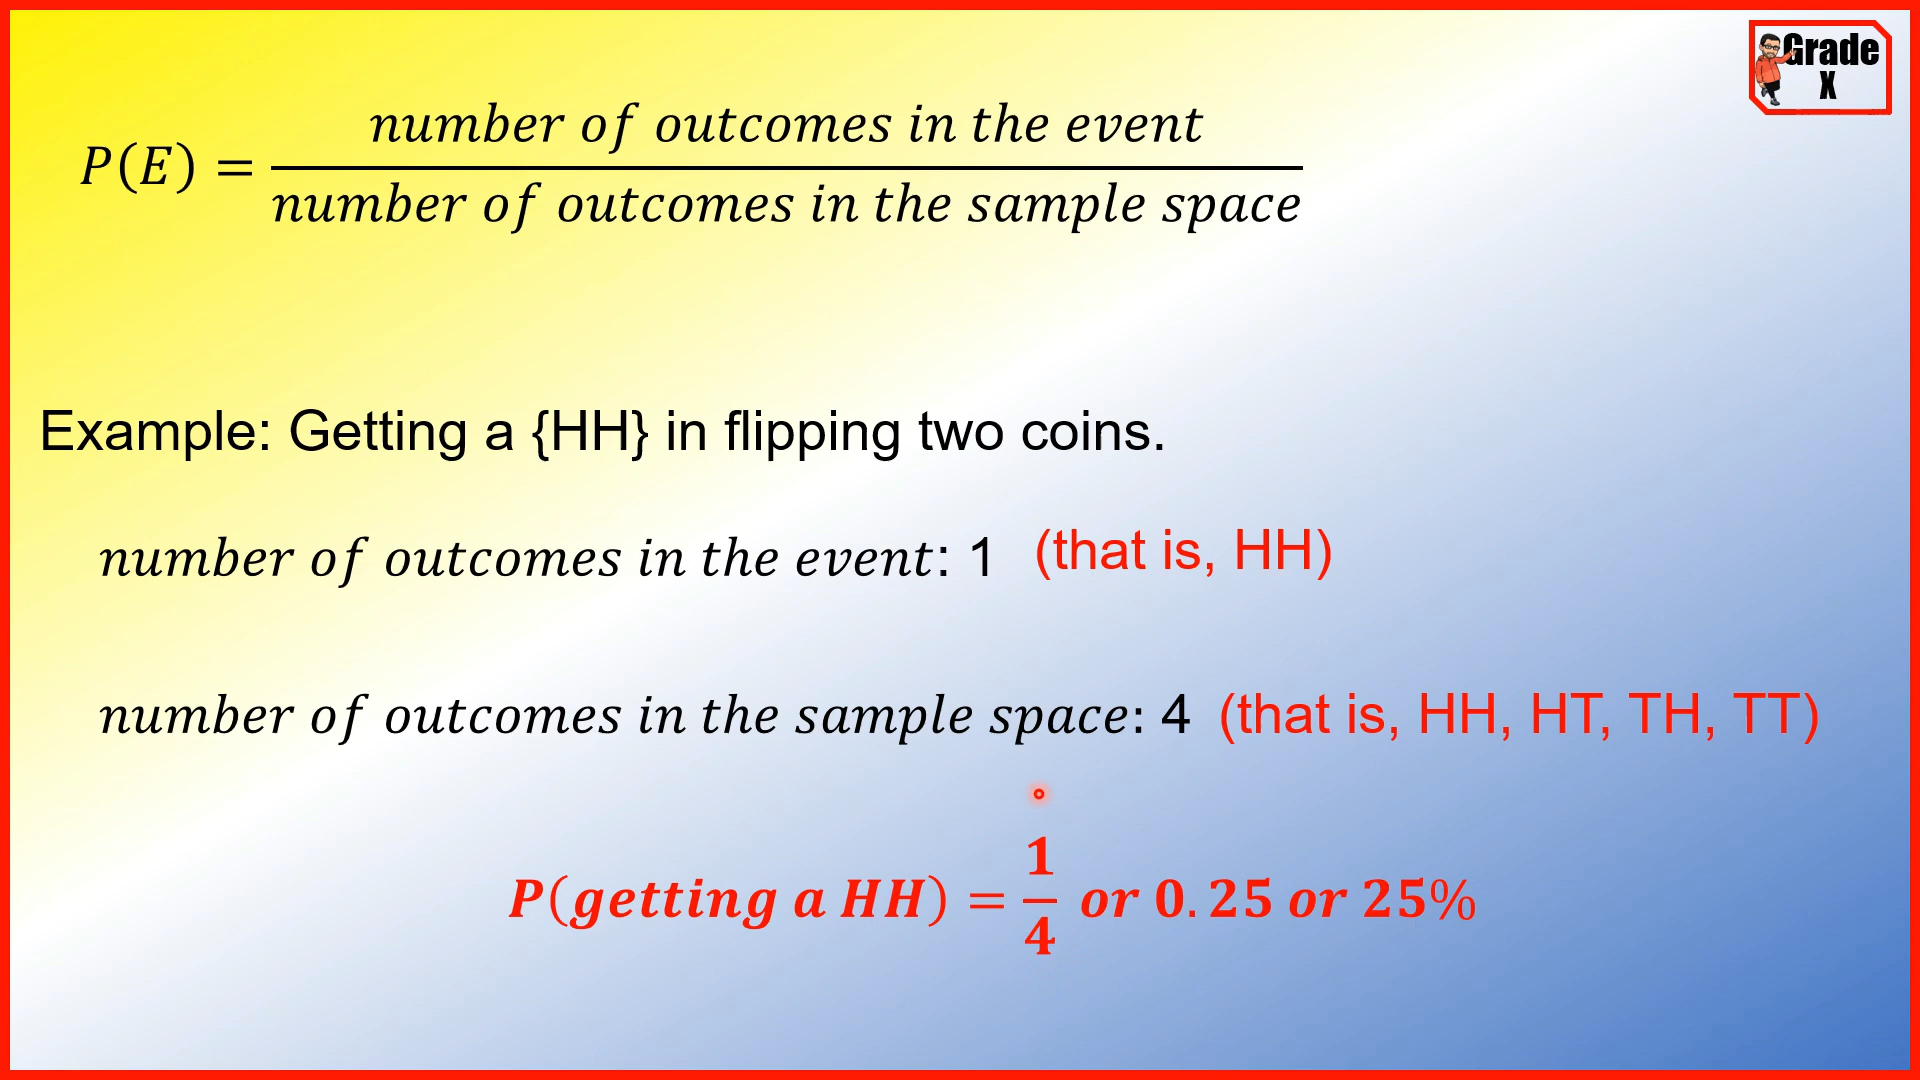 Grade
X
P(E) = number of outcomes in the event / number of outcomes in the sample space
Example: Getting a {HH} in flipping two coins.
number of outcomes in the event: 1 (that is, HH)
number of outcomes in the sample space: 4 (that is, HH, HT, TH, TT)
P(getting a HH) = 1/4 or 0.25 or 25%